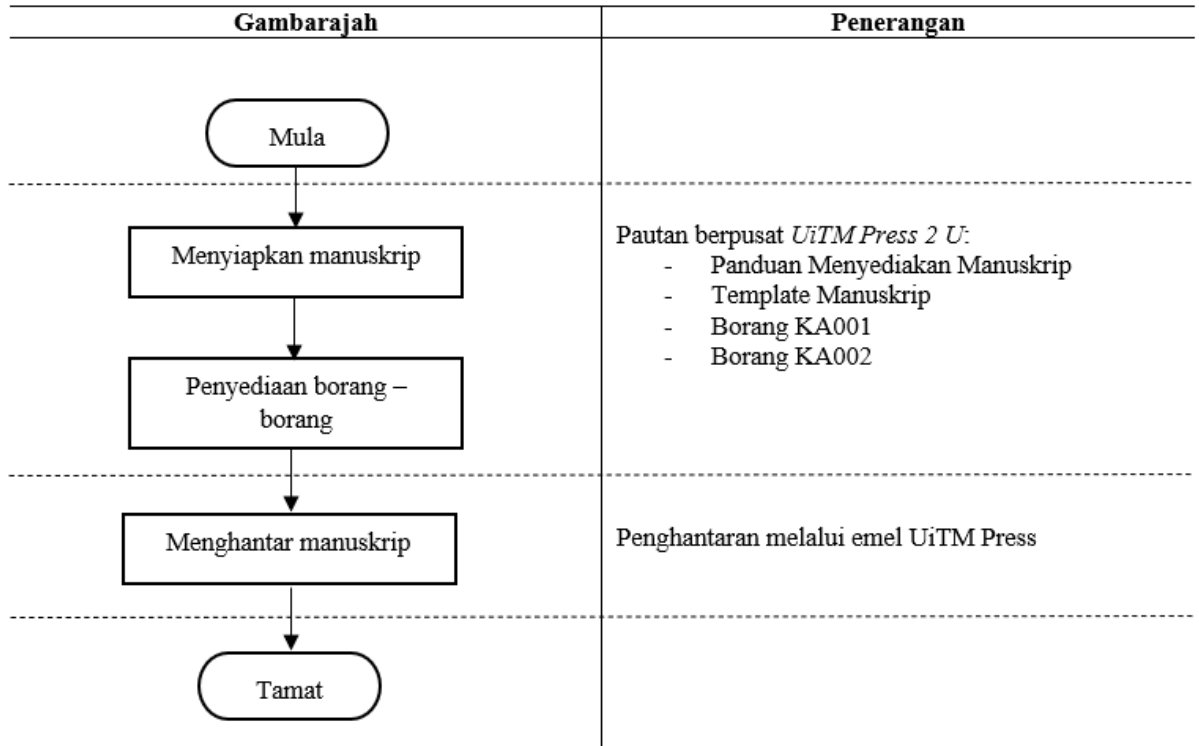 Gambarajah
Penerangan
Mula
Menyiapkan manuskrip
Pautan berpusat UiTM Press 2 U:
- Panduan Menyediakan Manuskrip
- Template Manuskrip
- Borang KA001
- Borang KA002
Penyediaan borang –
borang
Menghantar manuskrip
Penghantaran melalui emel UiTM Press
Tamat